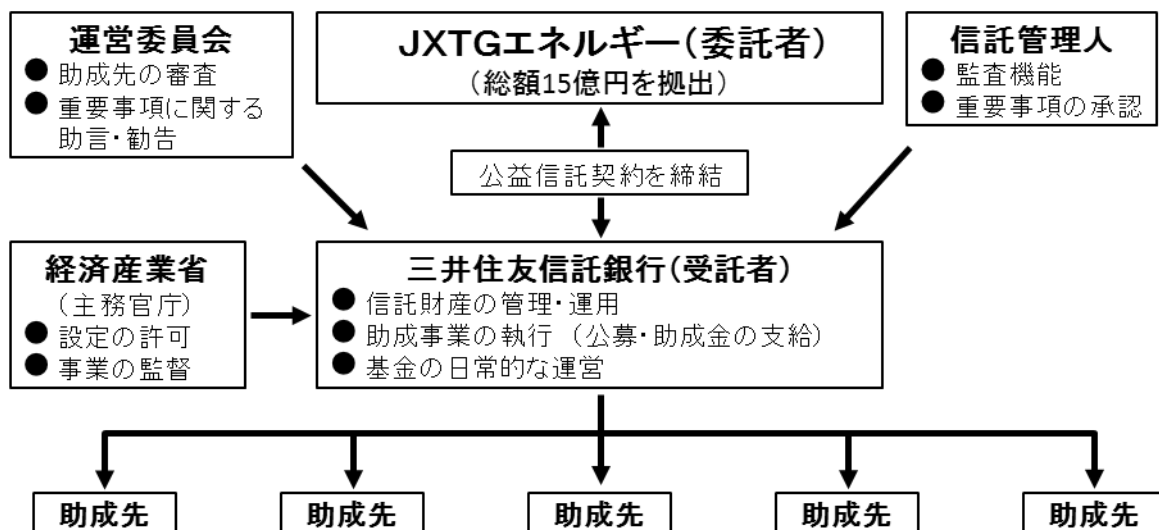 運営委員会
● 助成先の審査
● 重要事項に関する
助言・勧告
JXTGエネルギー(委託者)
(総額15億円を拠出)
信託管理人
● 監査機能
● 重要事項の承認
公益信託契約を締結
経済産業省
(主務官庁)
● 設定の許可
● 事業の監督
三井住友信託銀行(受託者)
● 信託財産の管理・運用
● 助成事業の執行 (公募・助成金の支給)
● 基金の日常的な運営
助成先
助成先
助成先
助成先
助成先